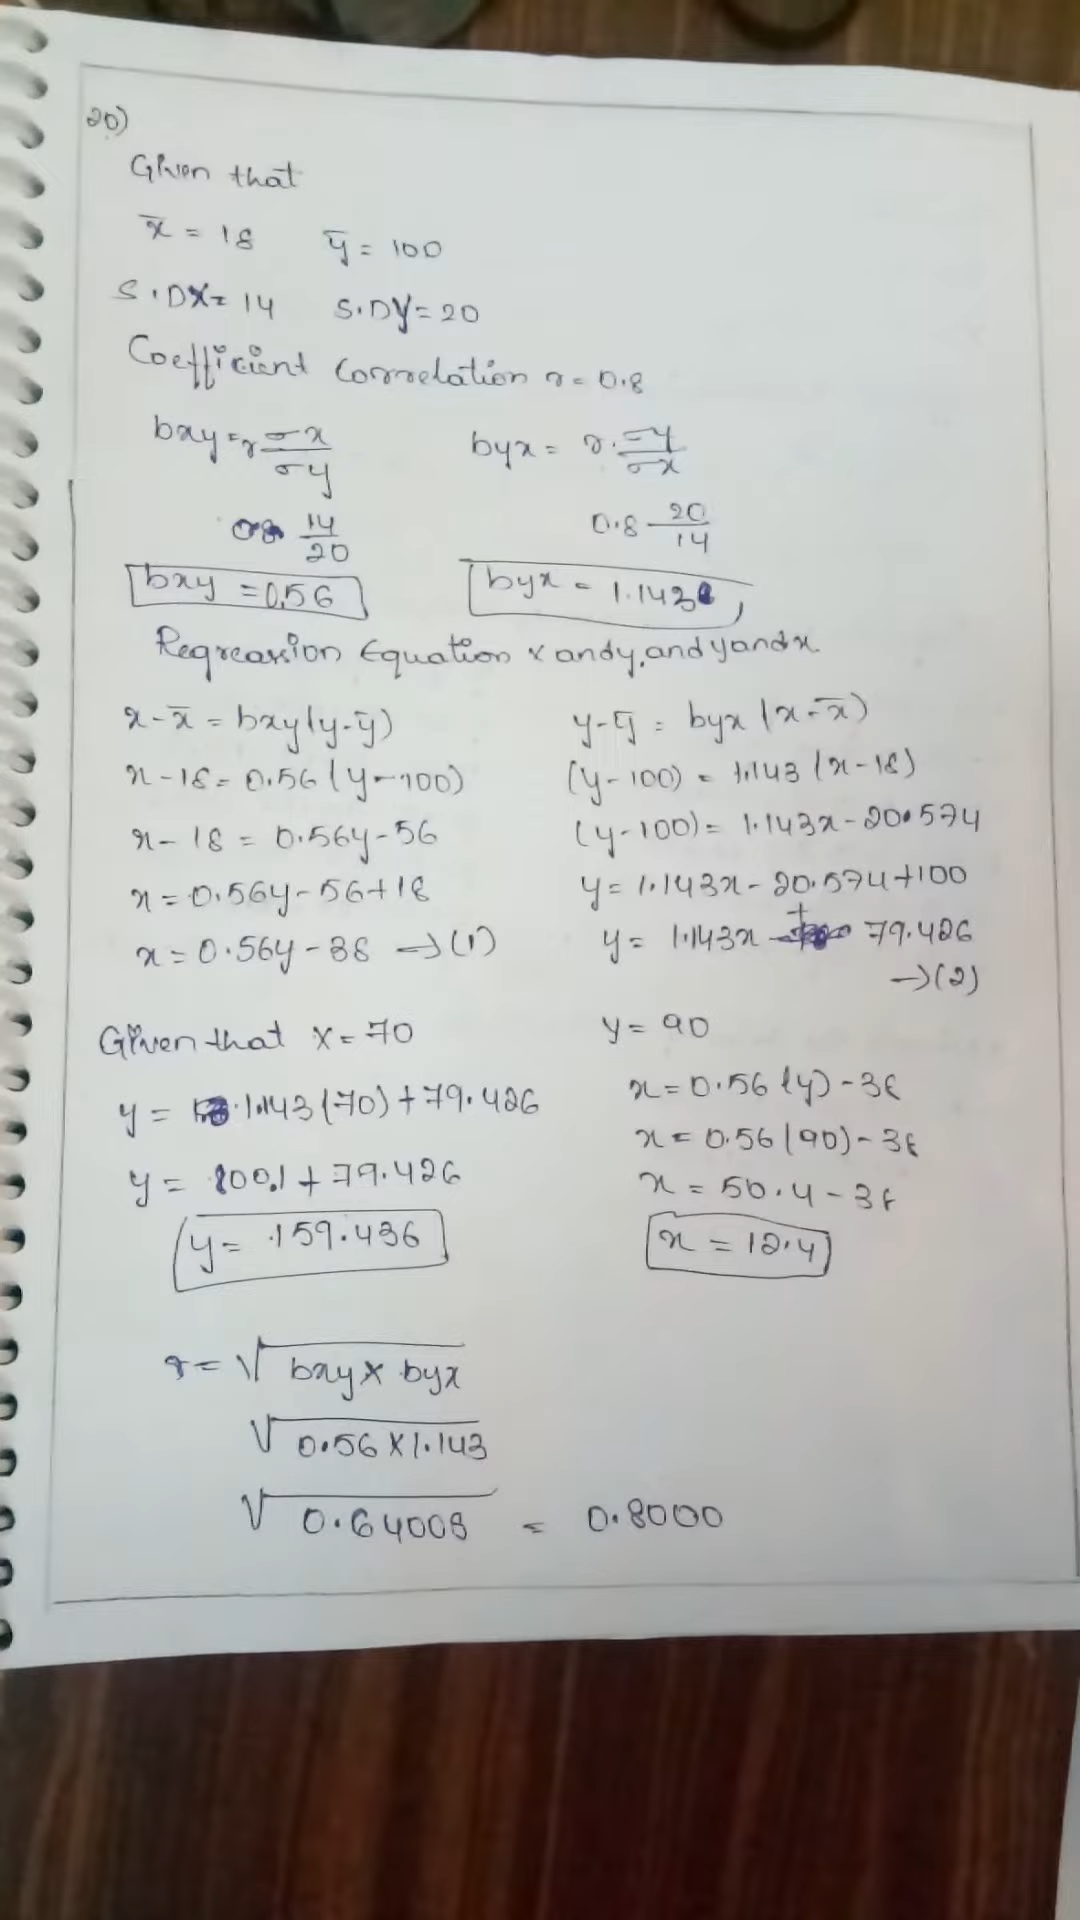 20)
Given that
x̄ = 18 ȳ = 100
S.DX = 14 S.DY = 20
Coefficient Correlation r = 0.8
bxy = r σx/σy byx = r. σy/σx
0.8 14/20 0.8 20/14
bxy = 0.56 byx = 1.143
Regreassion Equation x andy, and y and x.
x - x̄ = bxy (y - ȳ) y - ȳ = byx (x - x̄)
x - 18 = 0.56 (y - 100) (y - 100) = 1.143 (x - 18)
x - 18 = 0.56y - 56 (y - 100) = 1.143x - 20.574
x = 0.56y - 56 + 18 y = 1.143x - 20.574 + 100
x = 0.56y - 38 → (1) y = 1.143x + 79.426
→ (2)
Given that x = 70 y = 90
y = 1.143 (70) + 79.426 x = 0.56 (y) - 38
y = 800.1 + 79.426 x = 0.56 (90) - 38
y = 159.436 x = 50.4 - 38
x = 12.4
r = √bxy × byx
√0.56 × 1.143
√0.64008 = 0.8000